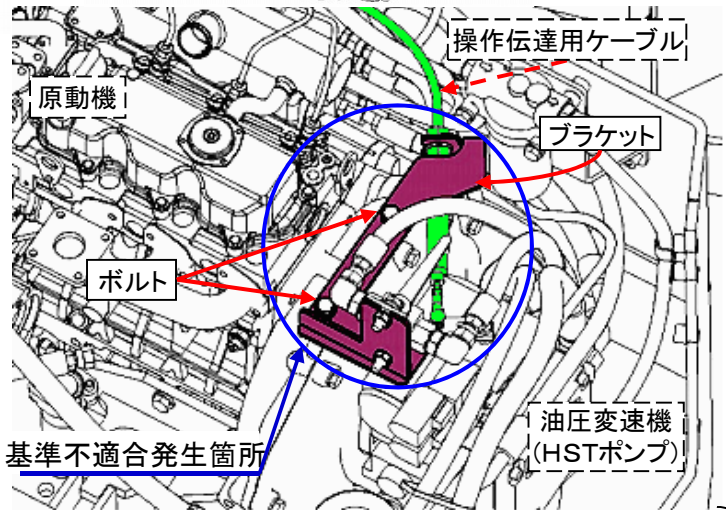 操作伝達用ケーブル
原動機
ブラケット
ボルト
基準不適合発生箇所
油圧変速機
(HSTポンプ)